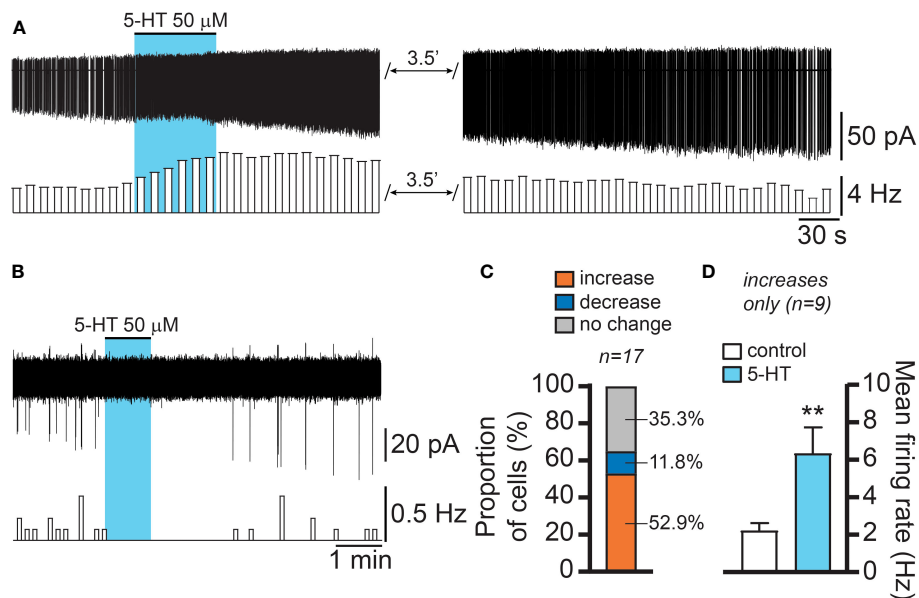 A
5-HT 50 μM
3.5'
50 pA
3.5'
4 Hz
30 s
B
5-HT 50 μM
20 pA
0.5 Hz
1 min
C
increase
decrease
no change
n=17
Proportion
of cells (%)
100
80
60
40
20
0
35.3%
11.8%
52.9%
D
increases
only (n=9)
control
5-HT
**
10
8
6
4
2
0
Mean firing rate (Hz)